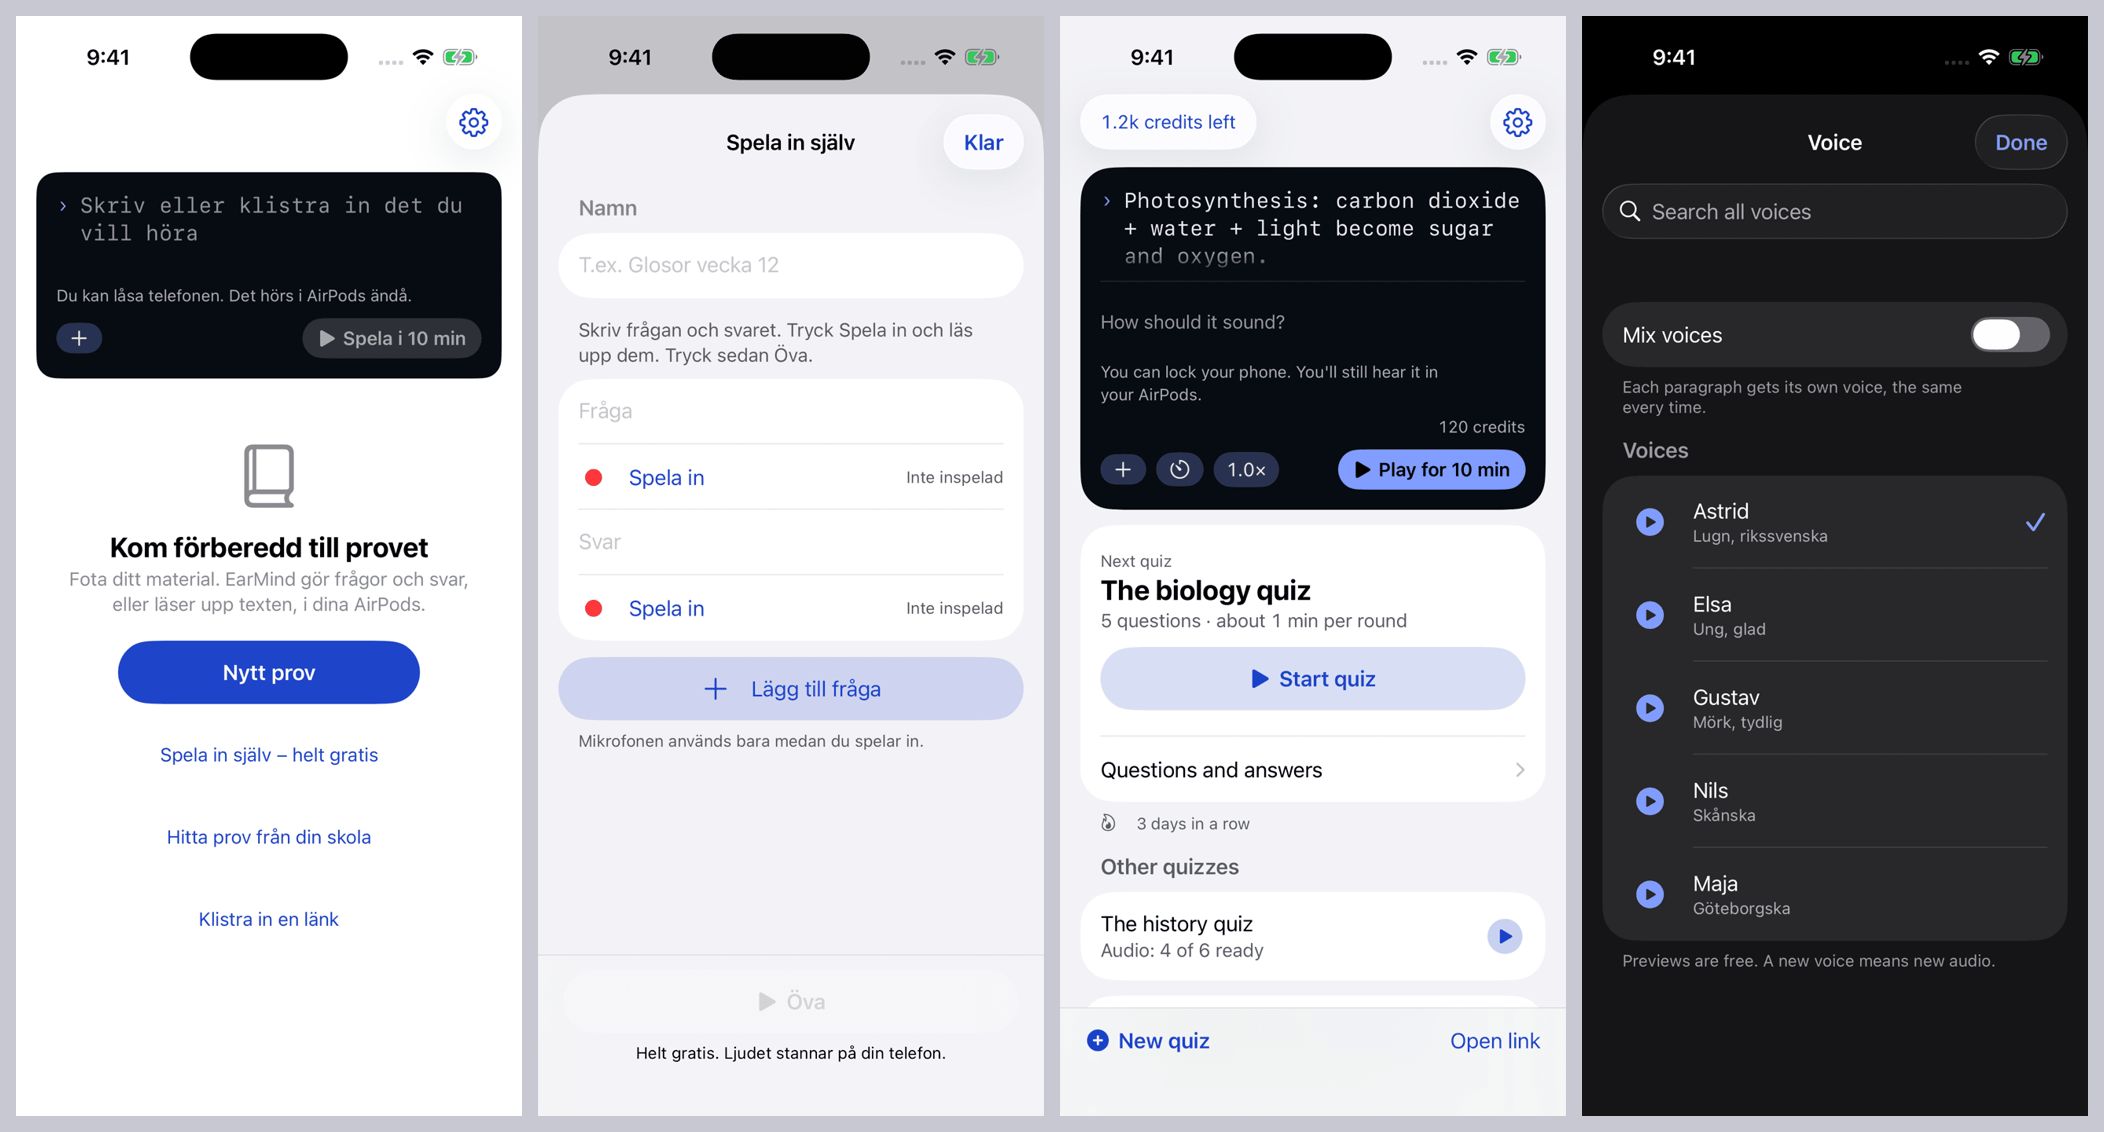 9:41
› Skriv eller klistra in det du
vill höra
Du kan låsa telefonen. Det hörs i AirPods ändå.
+
Spela i 10 min
Kom förberedd till provet
Fota ditt material. EarMind gör frågor och svar,
eller läser upp texten, i dina AirPods.
Nytt prov
Spela in själv – helt gratis
Hitta prov från din skola
Klistra in en länk
9:41
Spela in själv
Klar
Namn
T.ex. Glosor vecka 12
Skriv frågan och svaret. Tryck Spela in och läs
upp dem. Tryck sedan Öva.
Fråga
Spela in
Inte inspelad
Svar
Spela in
Inte inspelad
+ Lägg till fråga
Mikrofonen används bara medan du spelar in.
Öva
Helt gratis. Ljudet stannar på din telefon.
9:41
1.2k credits left
› Photosynthesis: carbon dioxide
+ water + light become sugar
and oxygen.
How should it sound?
You can lock your phone. You'll still hear it in
your AirPods.
120 credits
+
1.0×
Play for 10 min
Next quiz
The biology quiz
5 questions · about 1 min per round
Start quiz
Questions and answers
3 days in a row
Other quizzes
The history quiz
Audio: 4 of 6 ready
New quiz
Open link
9:41
Voice
Done
Search all voices
Mix voices
Each paragraph gets its own voice, the same
every time.
Voices
Astrid
Lugn, rikssvenska
Elsa
Ung, glad
Gustav
Mörk, tydlig
Nils
Skånska
Maja
Göteborgska
Previews are free. A new voice means new audio.